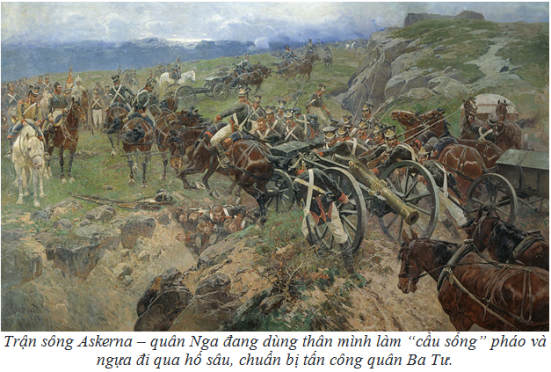 Trận sông Askerna – quân Nga đang dùng thân mình làm “cầu sống” pháo và
ngựa đi qua hố sâu, chuẩn bị tấn công quân Ba Tư.